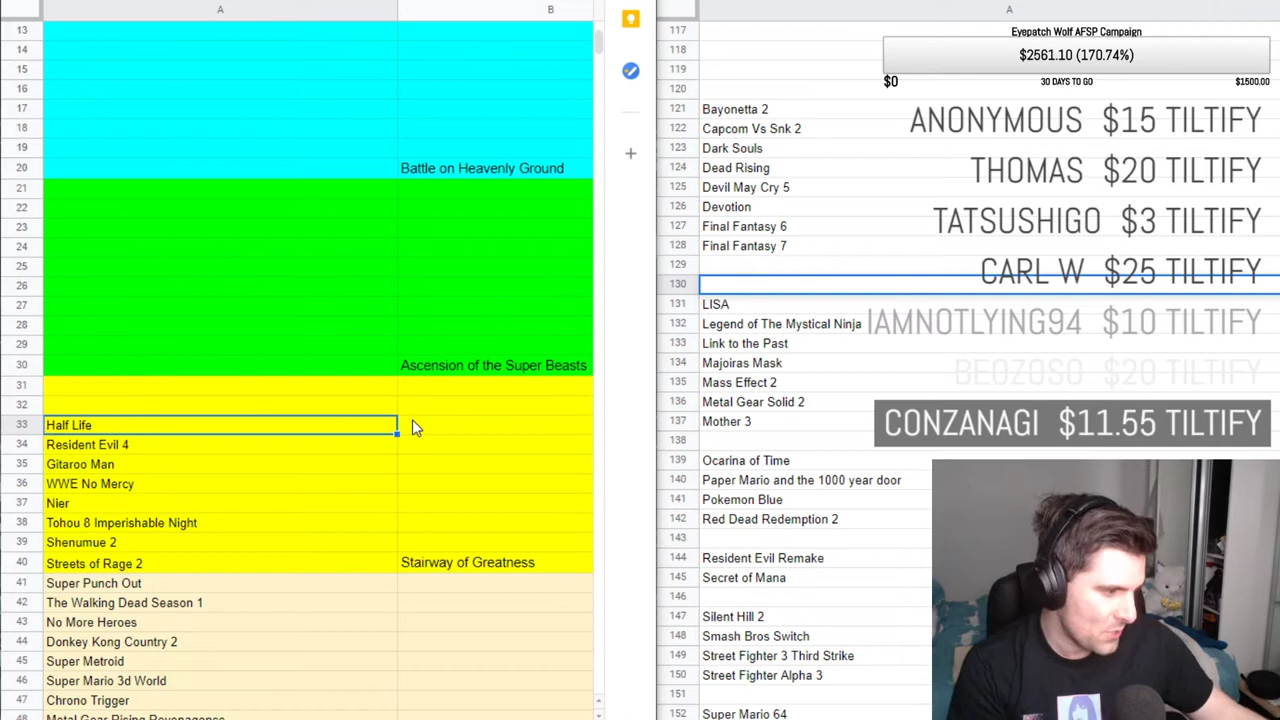 A
B
13
14
15
16
17
18
19
20 Battle on Heavenly Ground
21
22
23
24
25
26
27
28
29
30 Ascension of the Super Beasts
31
32
33 Half Life
34 Resident Evil 4
35 Gitaroo Man
36 WWE No Mercy
37 Nier
38 Tohou 8 Imperishable Night
39 Shenumue 2
40 Streets of Rage 2 Stairway of Greatness
41 Super Punch Out
42 The Walking Dead Season 1
43 No More Heroes
44 Donkey Kong Country 2
45 Super Metroid
46 Super Mario 3d World
47 Chrono Trigger
48 Metal Gear Rising Revengeance
A
117
118
119
120
121 Bayonetta 2
122 Capcom Vs Snk 2
123 Dark Souls
124 Dead Rising
125 Devil May Cry 5
126 Devotion
127 Final Fantasy 6
128 Final Fantasy 7
129
130
131 LISA
132 Legend of The Mystical Ninja
133 Link to the Past
134 Majoiras Mask
135 Mass Effect 2
136 Metal Gear Solid 2
137 Mother 3
138
139 Ocarina of Time
140 Paper Mario and the 1000 year door
141 Pokemon Blue
142 Red Dead Redemption 2
143
144 Resident Evil Remake
145 Secret of Mana
146
147 Silent Hill 2
148 Smash Bros Switch
149 Street Fighter 3 Third Strike
150 Street Fighter Alpha 3
151
152 Super Mario 64
Eyepatch Wolf AFSP Campaign
$2561.10 (170.74%)
$0 30 DAYS TO GO $1500.00
ANONYMOUS $15 TILTIFY
THOMAS $20 TILTIFY
TATSUSHIGO $3 TILTIFY
CARL W $25 TILTIFY
IAMNOTLYING94 $10 TILTIFY
BEOZOSO $20 TILTIFY
CONZANAGI $11.55 TILTIFY